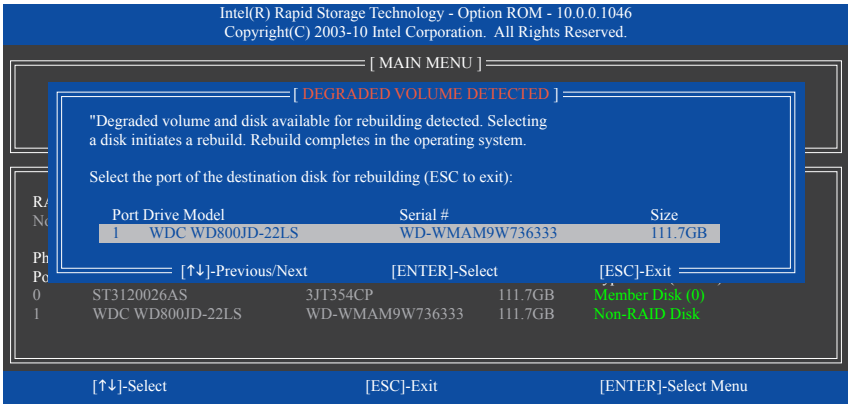 Intel(R) Rapid Storage Technology - Option ROM - 10.0.0.1046
Copyright(C) 2003-10 Intel Corporation. All Rights Reserved.
[ MAIN MENU ]
[ DEGRADED VOLUME DETECTED ]
"Degraded volume and disk available for rebuilding detected. Selecting
a disk initiates a rebuild. Rebuild completes in the operating system.
Select the port of the destination disk for rebuilding (ESC to exit):
Port Drive Model Serial # Size
1 WDC WD800JD-22LS WD-WMAM9W736333 111.7GB
[↑↓]-Previous/Next [ENTER]-Select [ESC]-Exit
0 ST3120026AS 3JT354CP 111.7GB Member Disk (0)
1 WDC WD800JD-22LS WD-WMAM9W736333 111.7GB Non-RAID Disk
[↑↓]-Select [ESC]-Exit [ENTER]-Select Menu